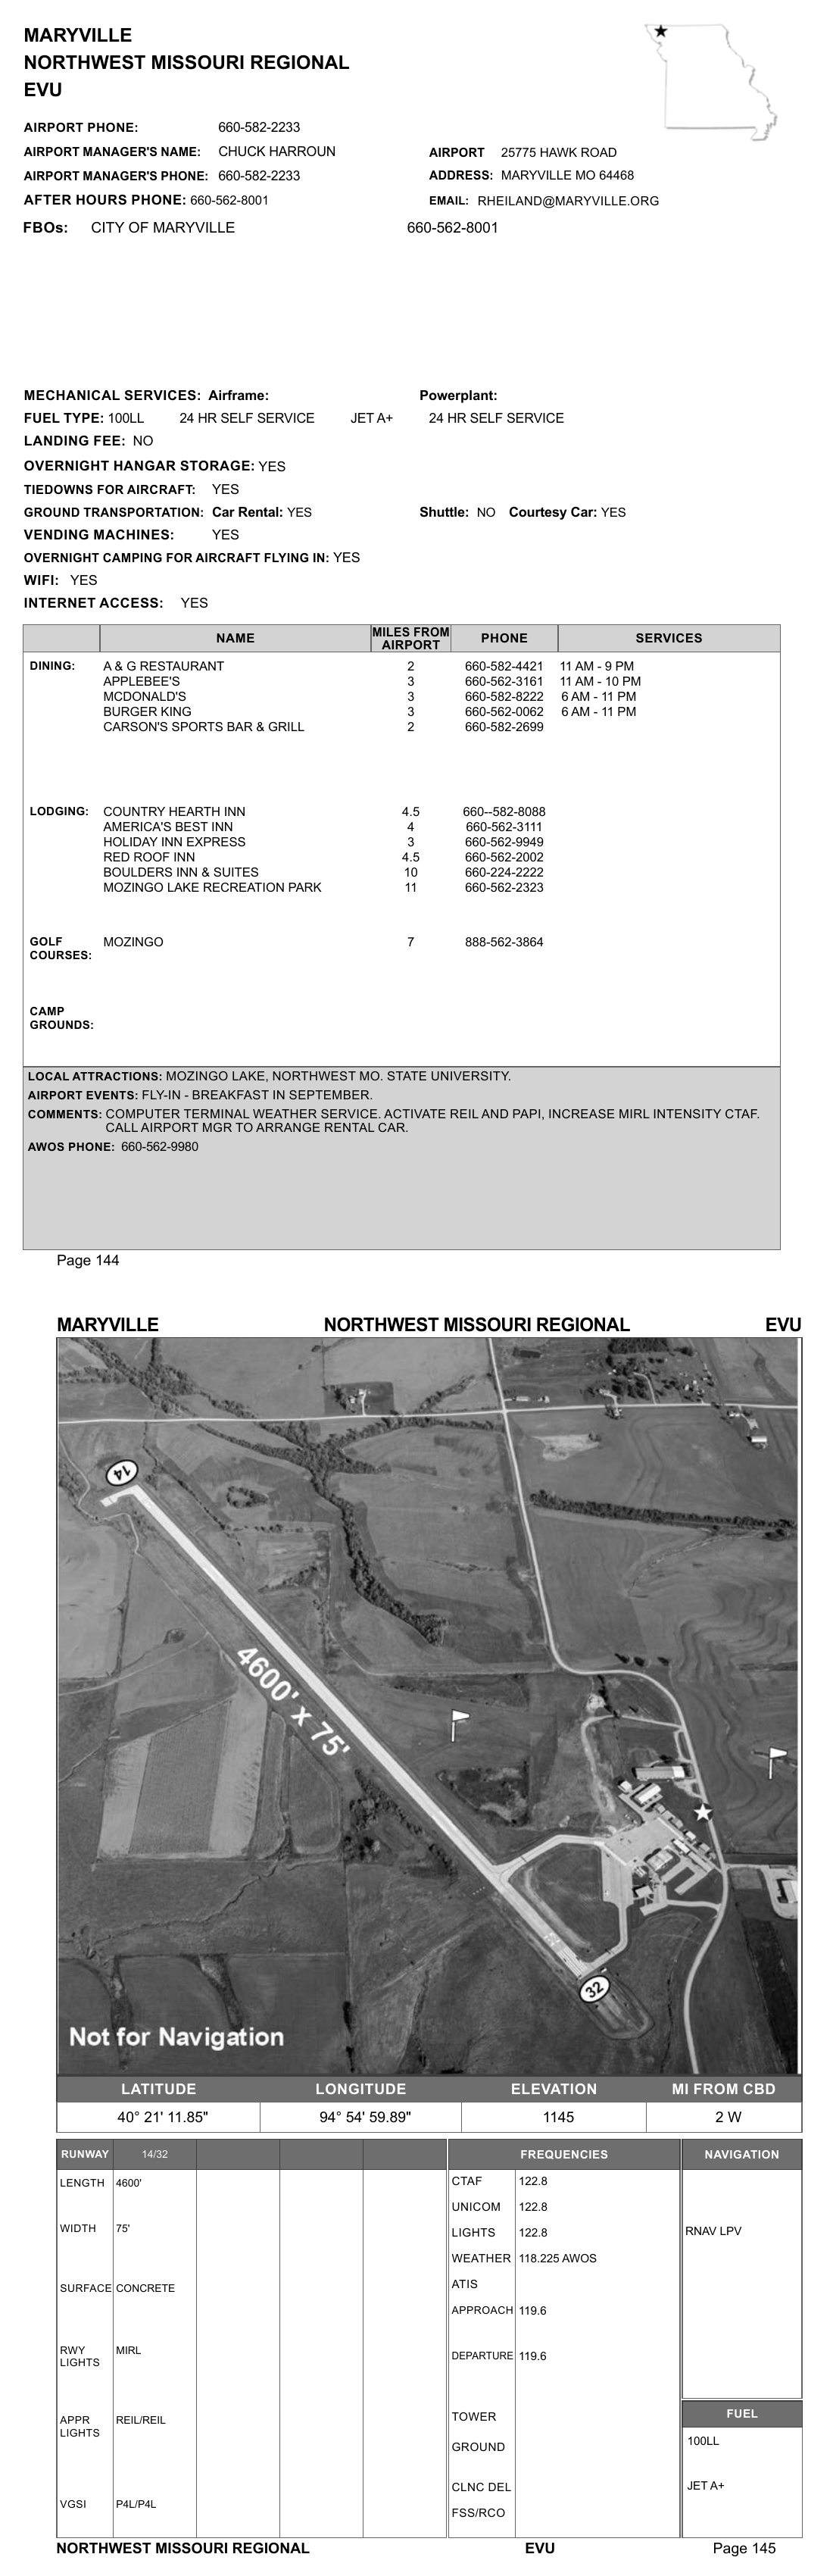 MARYVILLE
NORTHWEST MISSOURI REGIONAL
EVU
AIRPORT PHONE: 660-582-2233
AIRPORT MANAGER'S NAME: CHUCK HARROUN
AIRPORT MANAGER'S PHONE: 660-582-2233
AFTER HOURS PHONE: 660-562-8001
AIRPORT 25775 HAWK ROAD
ADDRESS: MARYVILLE MO 64468
EMAIL: RHEILAND@MARYVILLE.ORG
FBOs: CITY OF MARYVILLE 660-562-8001
MECHANICAL SERVICES: Airframe: Powerplant:
FUEL TYPE: 100LL 24 HR SELF SERVICE JET A+ 24 HR SELF SERVICE
LANDING FEE: NO
OVERNIGHT HANGAR STORAGE: YES
TIEDOWNS FOR AIRCRAFT: YES
GROUND TRANSPORTATION: Car Rental: YES Shuttle: NO Courtesy Car: YES
VENDING MACHINES: YES
OVERNIGHT CAMPING FOR AIRCRAFT FLYING IN: YES
WIFI: YES
INTERNET ACCESS: YES
NAME MILES FROM AIRPORT PHONE SERVICES
DINING: A & G RESTAURANT 2 660-582-4421 11 AM - 9 PM
APPLEBEE'S 3 660-562-3161 11 AM - 10 PM
MCDONALD'S 3 660-582-8222 6 AM - 11 PM
BURGER KING 3 660-562-0062 6 AM - 11 PM
CARSON'S SPORTS BAR & GRILL 2 660-582-2699
LODGING: COUNTRY HEARTH INN 4.5 660--582-8088
AMERICA'S BEST INN 4 660-562-3111
HOLIDAY INN EXPRESS 3 660-562-9949
RED ROOF INN 4.5 660-562-2002
BOULDERS INN & SUITES 10 660-224-2222
MOZINGO LAKE RECREATION PARK 11 660-562-2323
GOLF COURSES: MOZINGO 7 888-562-3864
CAMP GROUNDS:
LOCAL ATTRACTIONS: MOZINGO LAKE, NORTHWEST MO. STATE UNIVERSITY.
AIRPORT EVENTS: FLY-IN - BREAKFAST IN SEPTEMBER.
COMMENTS: COMPUTER TERMINAL WEATHER SERVICE. ACTIVATE REIL AND PAPI, INCREASE MIRL INTENSITY CTAF.
CALL AIRPORT MGR TO ARRANGE RENTAL CAR.
AWOS PHONE: 660-562-9980
Page 144
MARYVILLE NORTHWEST MISSOURI REGIONAL EVU
14
4600' x 75'
32
Not for Navigation
LATITUDE LONGITUDE ELEVATION MI FROM CBD
40° 21' 11.85" 94° 54' 59.89" 1145 2 W
RUNWAY 14/32
LENGTH 4600'
WIDTH 75'
SURFACE CONCRETE
RWY LIGHTS MIRL
APPR LIGHTS REIL/REIL
VGSI P4L/P4L
FREQUENCIES
CTAF 122.8
UNICOM 122.8
LIGHTS 122.8
WEATHER 118.225 AWOS
ATIS
APPROACH 119.6
DEPARTURE 119.6
TOWER
GROUND
CLNC DEL
FSS/RCO
NAVIGATION
RNAV LPV
FUEL
100LL
JET A+
NORTHWEST MISSOURI REGIONAL EVU Page 145